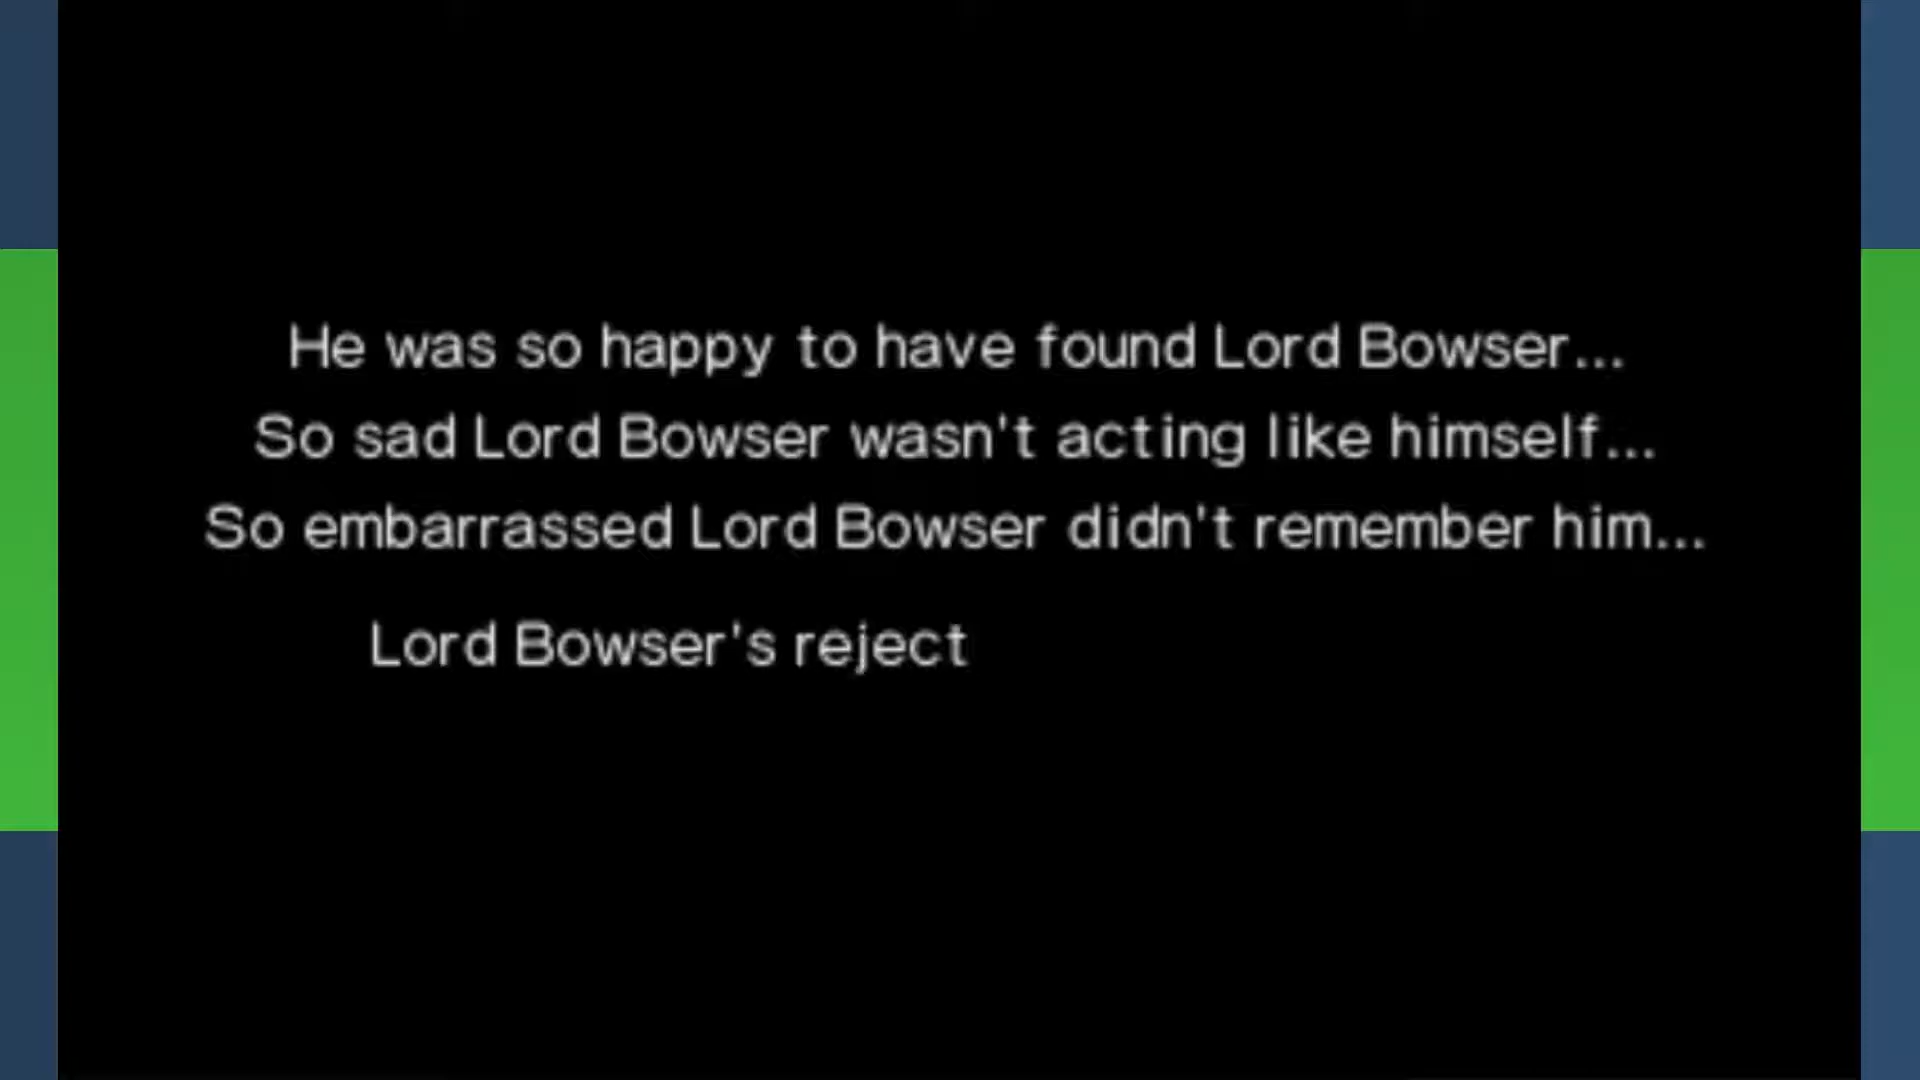 He was so happy to have found Lord Bowser...
So sad Lord Bowser wasn't acting like himself...
So embarrassed Lord Bowser didn't remember him...
Lord Bowser's reject